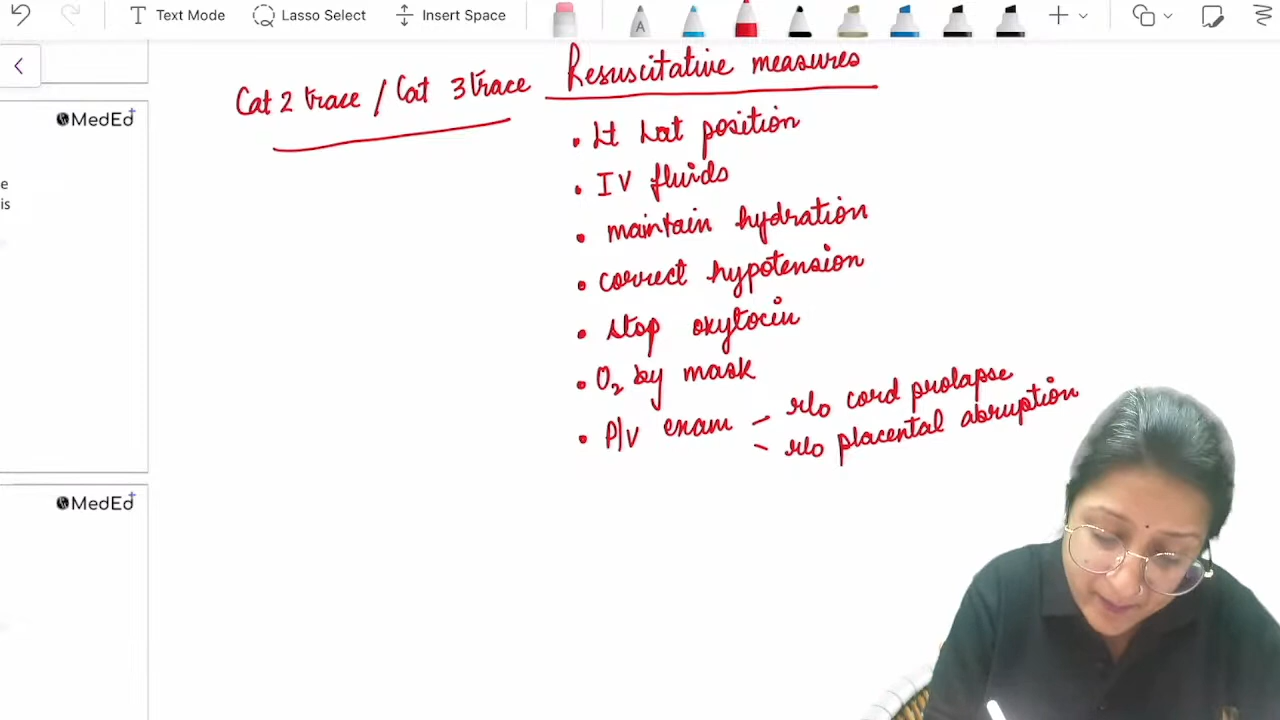 Text Mode Lasso Select Insert Space
A
MedEd+
e
is
MedEd+
Cat 2 trace / Cat 3 trace Resuscitative measures
• Lt Lat position
• IV fluids
• maintain hydration
• correct hypotension
• stop oxytocin
• O2 by mask
• P/V exam – r/o cord prolapse
– r/o placental abruption